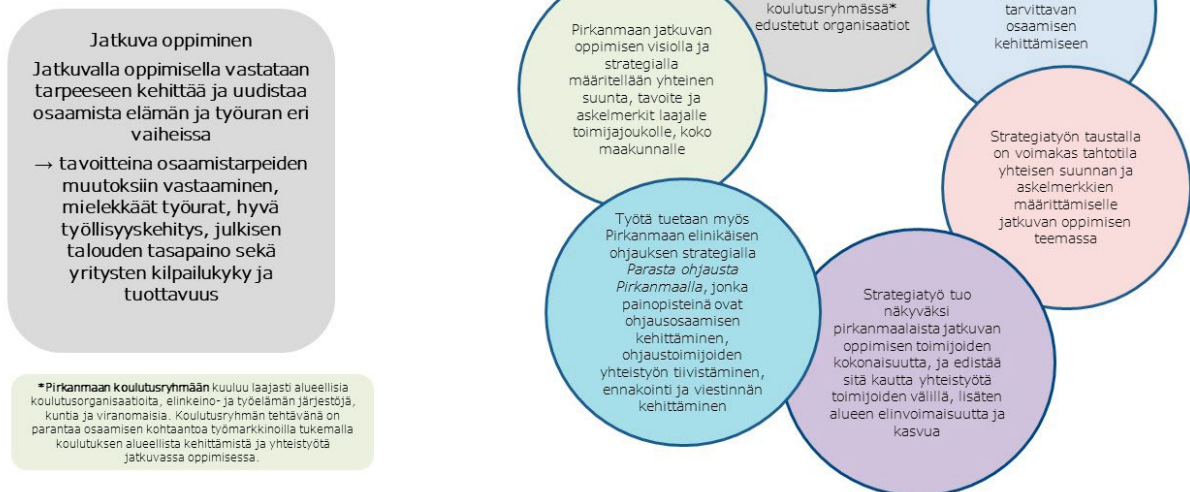 Jatkuva oppiminen
Jatkuvalla oppimisella vastataan
tarpeeseen kehittää ja uudistaa
osaamista elämän ja työuran eri
vaiheissa
→ tavoitteina osaamistarpeiden
muutoksiin vastaaminen,
mielekkäät työurat, hyvä
työllisyyskehitys, julkisen
talouden tasapaino sekä
yritysten kilpailukyky ja
tuottavuus
*Pirkanmaan koulutusryhmään kuuluu laajasti alueellisia
koulutusorganisaatioita, elinkeino- ja työelämän järjestöjä,
kuntia ja viranomaisia. Koulutusryhmän tehtävänä on
parantaa osaamisen kohtaantoa työmarkkinoilla tukemalla
koulutuksen alueellista kehittämistä ja yhteistyötä
jatkuvassa oppimisessa.
koulutusryhmässä*
edustetut organisaatiot
tarvittavan
osaamisen
kehittämiseen
Pirkanmaan jatkuvan
oppimisen visiolla ja
strategialla
määritellään yhteinen
suunta, tavoite ja
askelmerkit laajalle
toimijajoukolle, koko
maakunnalle
Strategiatyön taustalla
on voimakas tahtotila
yhteisen suunnan ja
askelmerkkien
määrittämiselle
jatkuvan oppimisen
teemassa
Työtä tuetaan myös
Pirkanmaan elinikäisen
ohjauksen strategialla
Parasta ohjausta
Pirkanmaalla, jonka
painopisteinä ovat
ohjausosaamisen
kehittäminen,
ohjaustoimijoiden
yhteistyön tiivistäminen,
ennakointi ja viestinnän
kehittäminen
Strategiatyö tuo
näkyväksi
pirkanmaalaista jatkuvan
oppimisen toimijoiden
kokonaisuutta, ja edistää
sitä kautta yhteistyötä
toimijoiden välillä, lisäten
alueen elinvoimaisuutta ja
kasvua